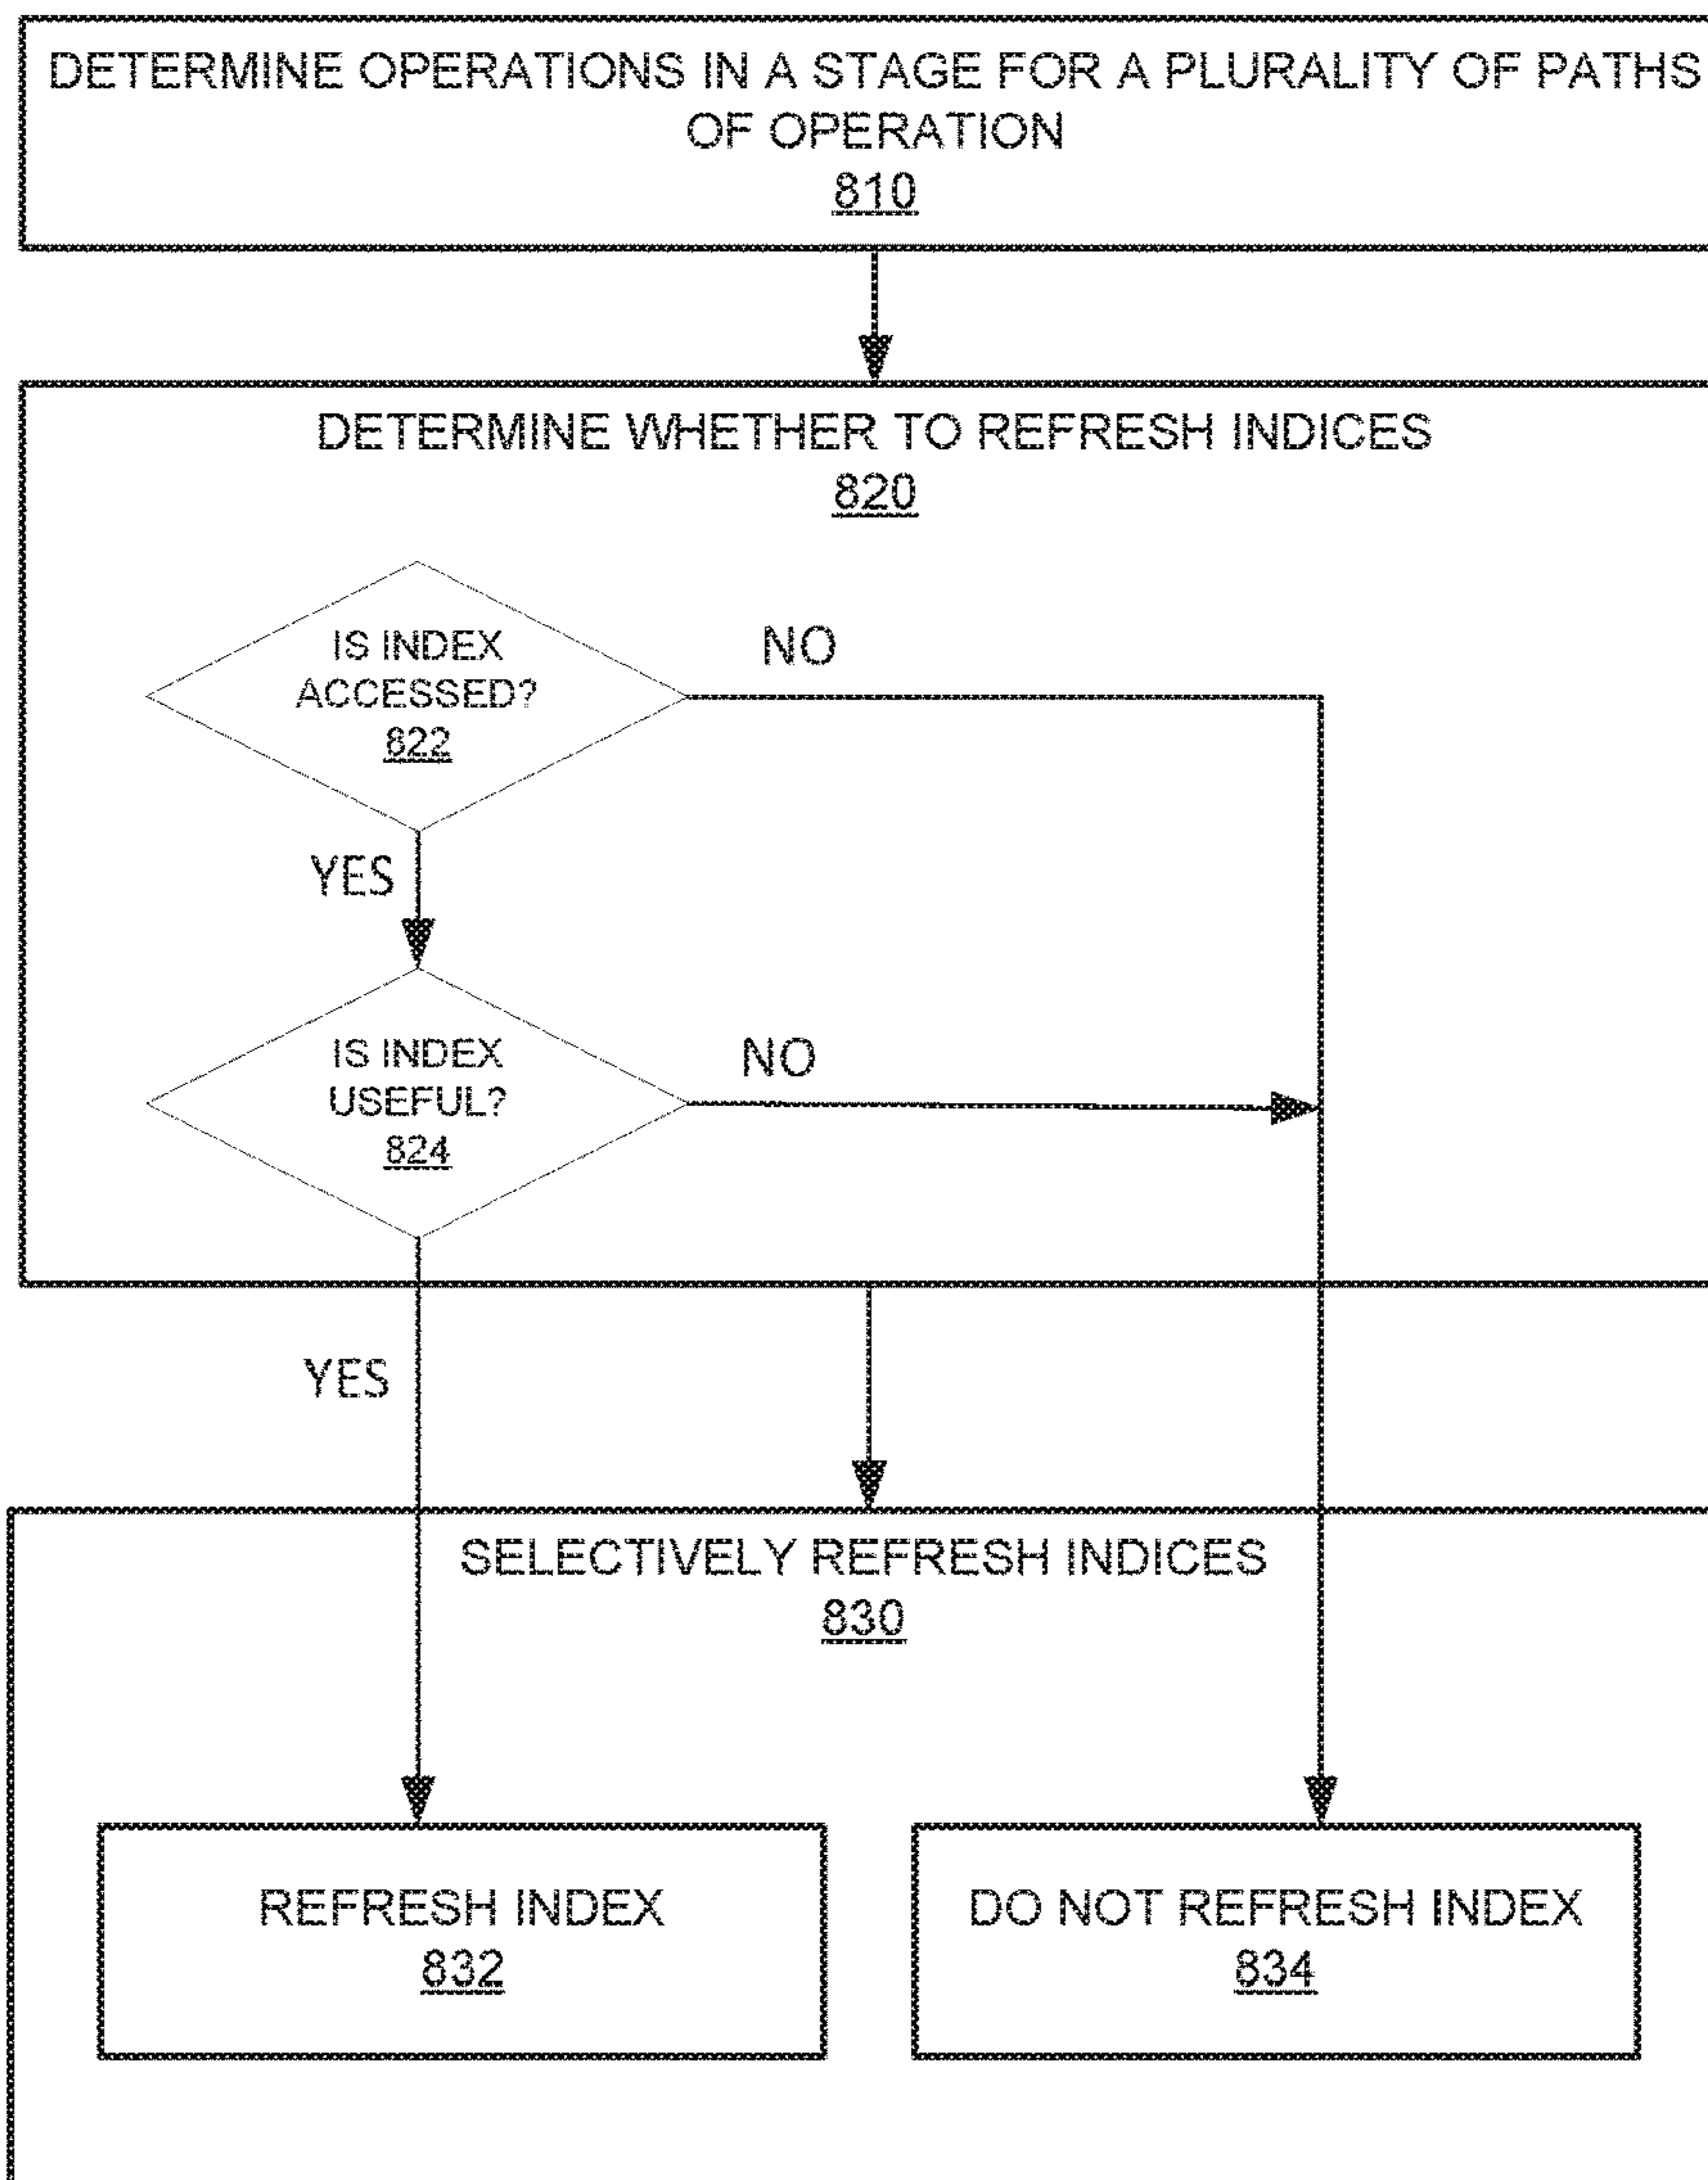 DETERMINE OPERATIONS IN A STAGE FOR A PLURALITY OF PATHS
OF OPERATION
810
DETERMINE WHETHER TO REFRESH INDICES
820
IS INDEX
ACCESSED?
822
NO
YES
IS INDEX
USEFUL?
824
NO
YES
SELECTIVELY REFRESH INDICES
830
REFRESH INDEX
832
DO NOT REFRESH INDEX
834